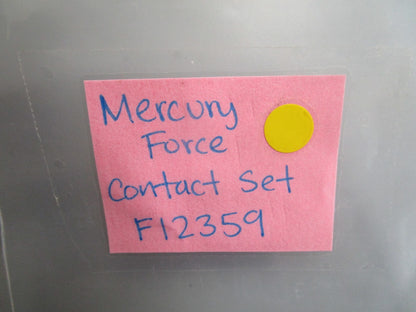 Mercury
Force
Contact Set
F12359